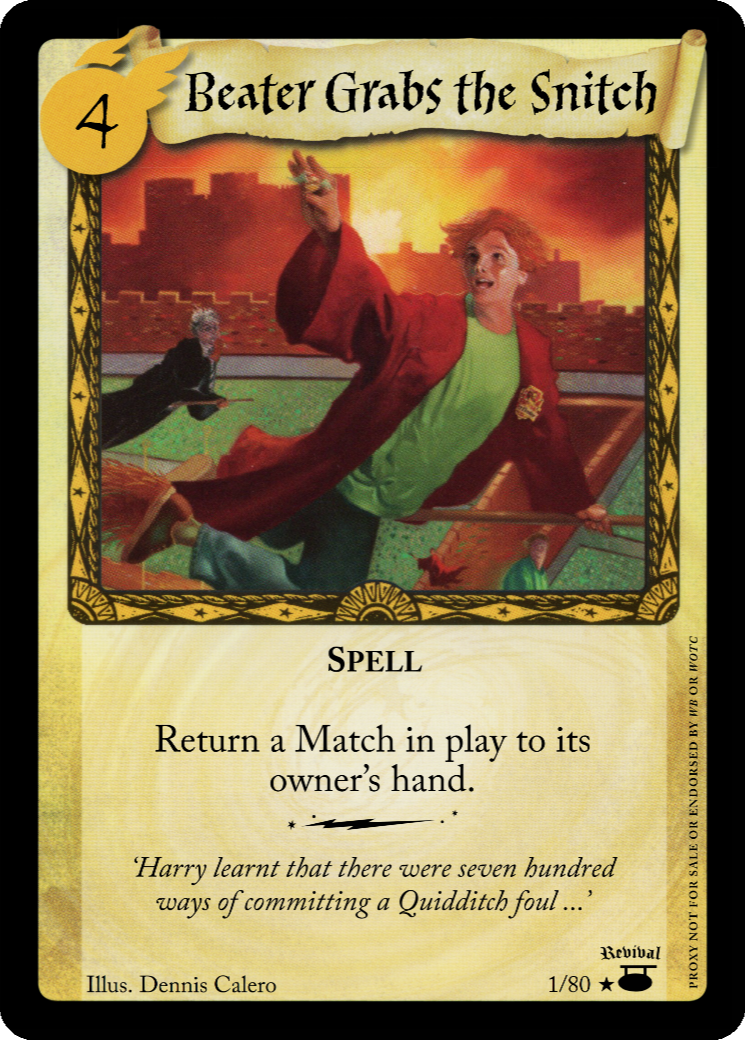 4
Beater Grabs the Snitch
SPELL
Return a Match in play to its
owner's hand.
‘Harry learnt that there were seven hundred
ways of committing a Quidditch foul ...’
Illus. Dennis Calero
1/80 ★
Revival
PROXY NOT FOR SALE OR ENDORSED BY WB OR WOTC